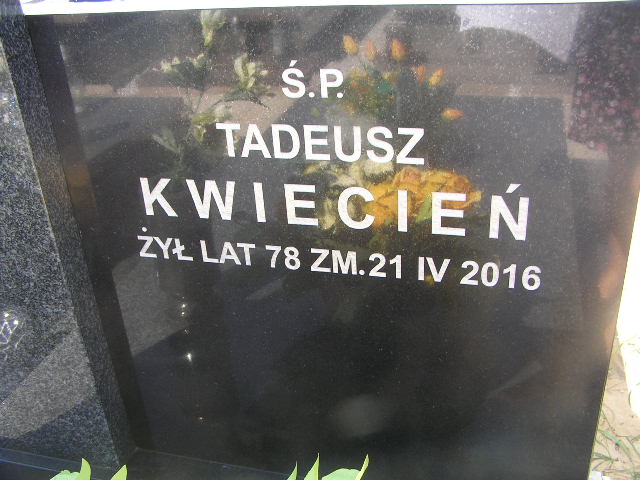 Ś.P.
TADEUSZ
KWIECIEŃ
ŻYŁ LAT 78 ZM.21 IV 2016